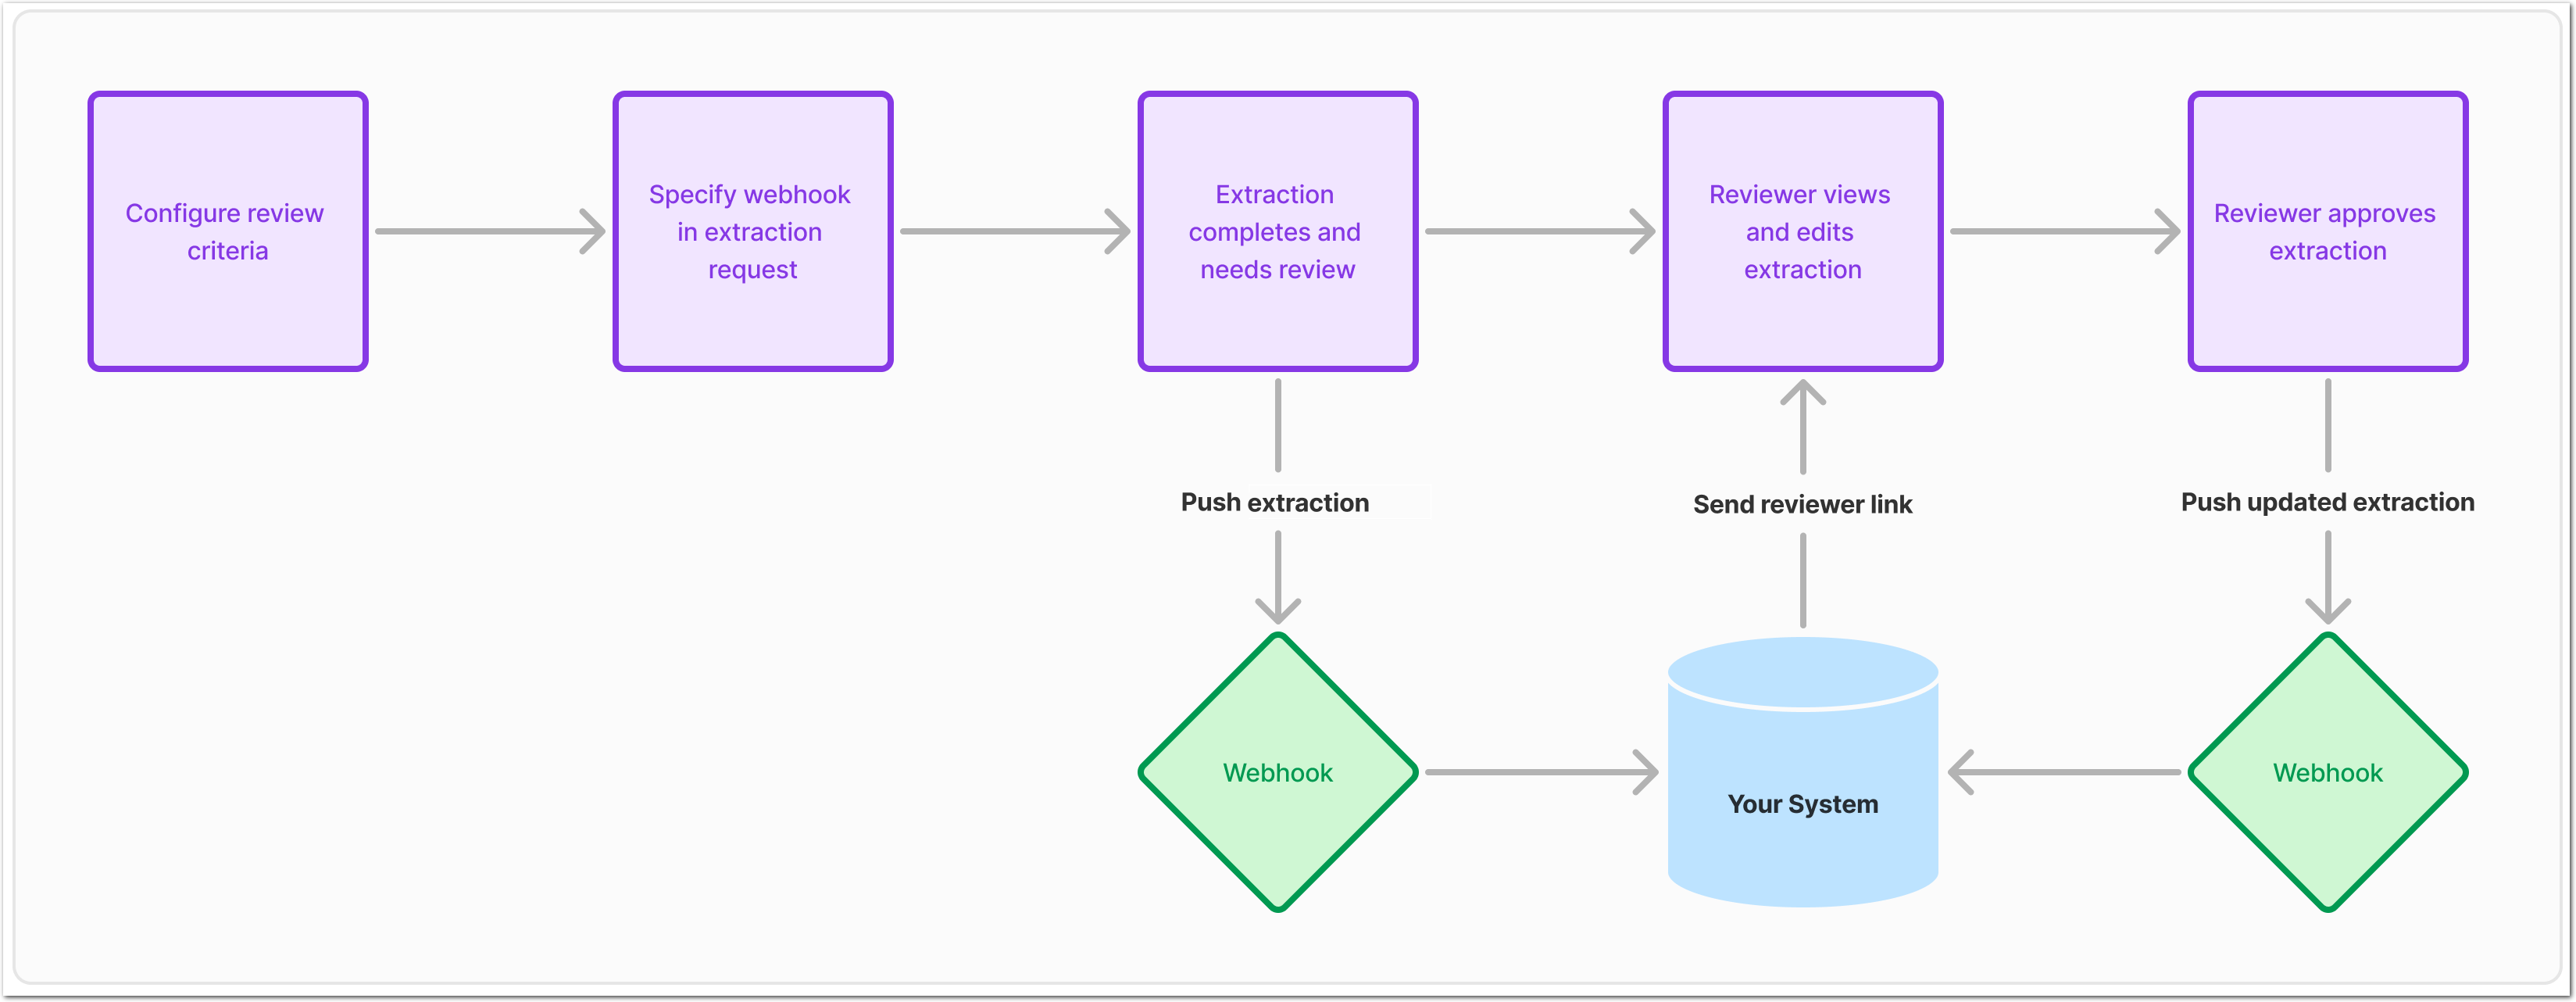 Configure review
criteria
Specify webhook
in extraction
request
Extraction
completes and
needs review
Reviewer views
and edits
extraction
Reviewer approves
extraction
Push extraction
Send reviewer link
Push updated extraction
Webhook
Your System
Webhook